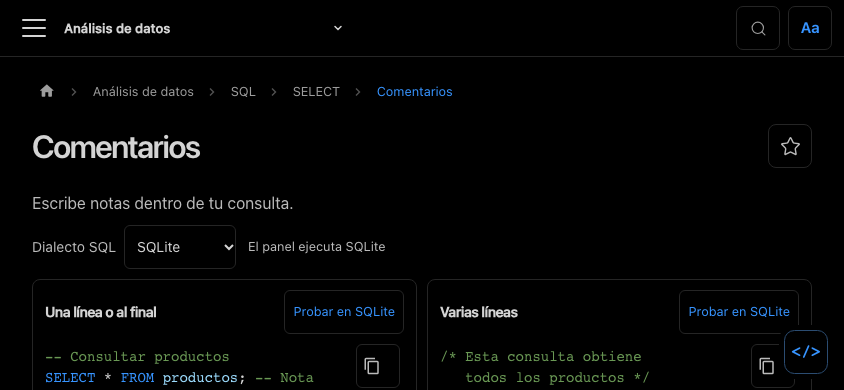 Análisis de datos
Aa
Análisis de datos > SQL > SELECT > Comentarios
Comentarios
Escribe notas dentro de tu consulta.
Dialecto SQL SQLite El panel ejecuta SQLite
Una línea o al final Probar en SQLite
-- Consultar productos
SELECT * FROM productos; -- Nota
Varias líneas Probar en SQLite
/* Esta consulta obtiene
todos los productos */
</>